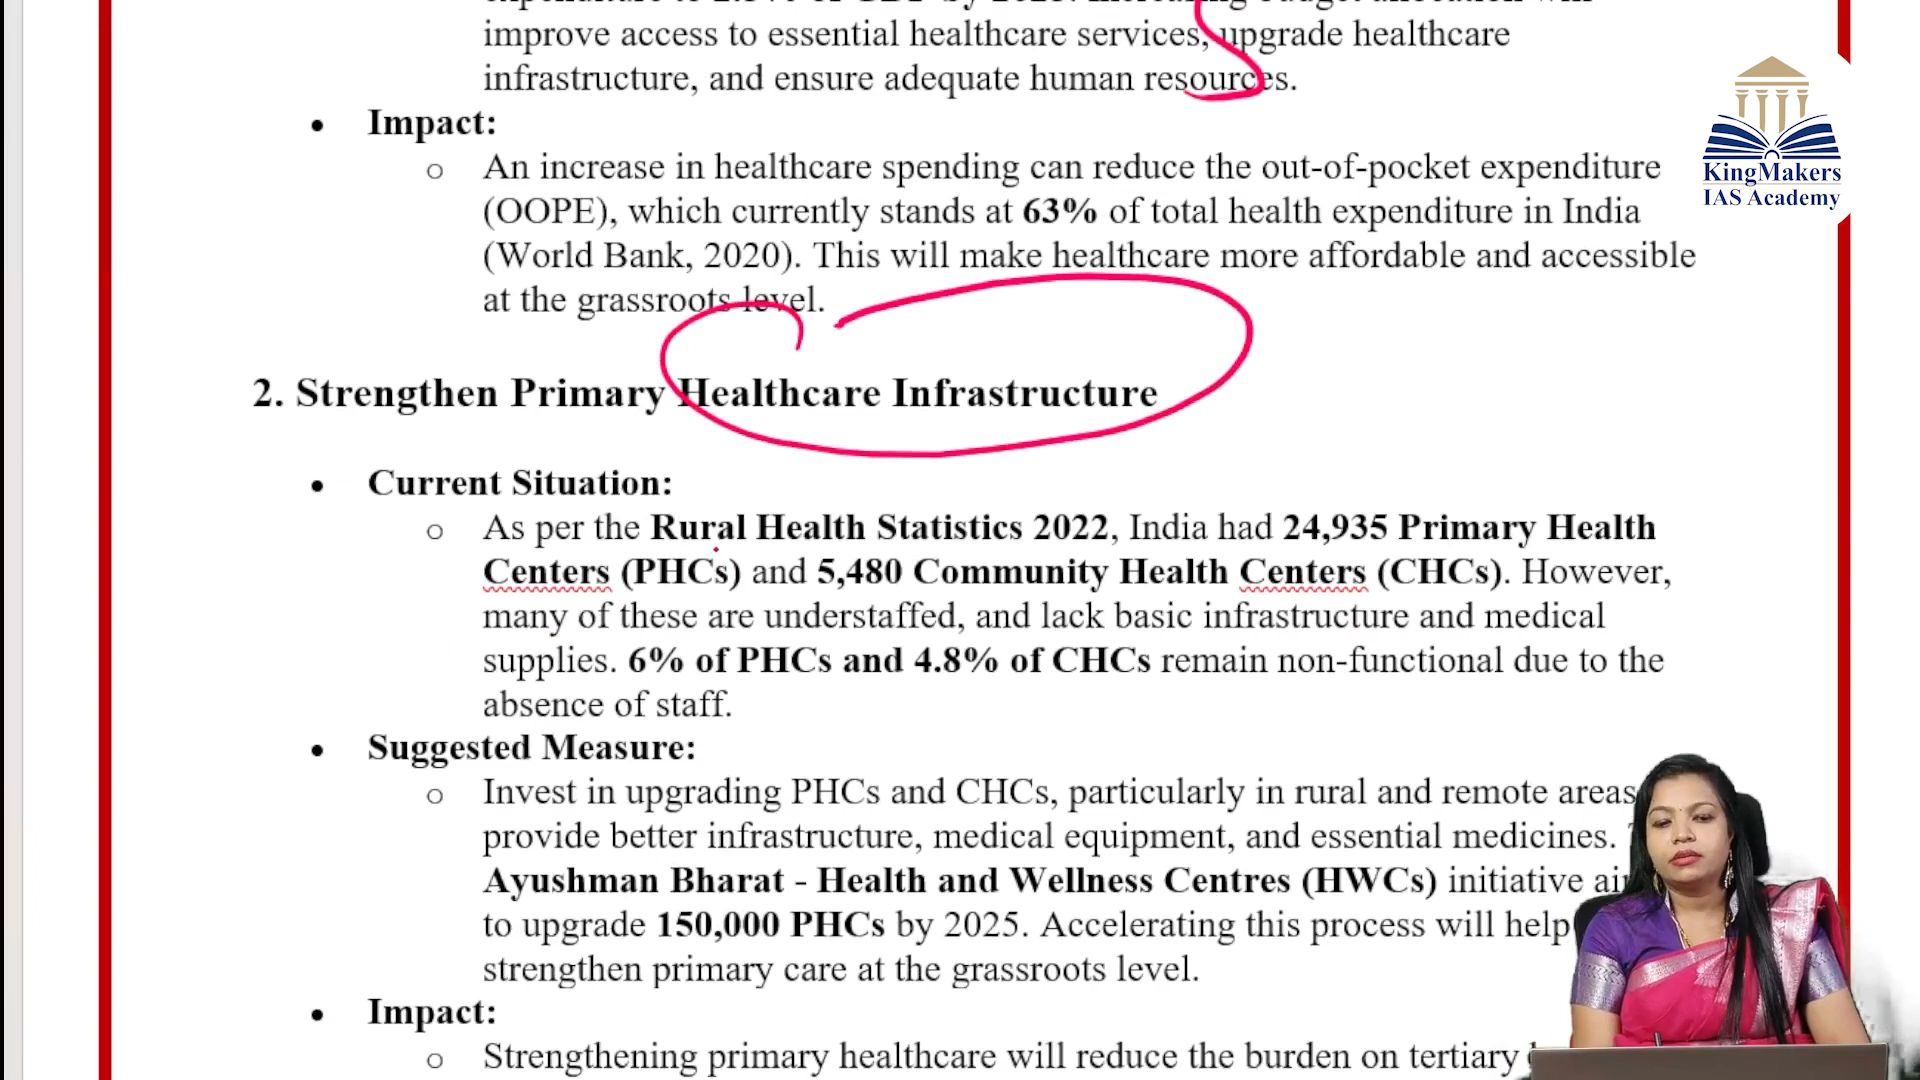 improve access to essential healthcare services, upgrade healthcare
infrastructure, and ensure adequate human resources.
• Impact:
o An increase in healthcare spending can reduce the out-of-pocket expenditure
(OOPE), which currently stands at 63% of total health expenditure in India
(World Bank, 2020). This will make healthcare more affordable and accessible
at the grassroots level.
KingMakers
IAS Academy
2. Strengthen Primary Healthcare Infrastructure
• Current Situation:
o As per the Rural Health Statistics 2022, India had 24,935 Primary Health
Centers (PHCs) and 5,480 Community Health Centers (CHCs). However,
many of these are understaffed, and lack basic infrastructure and medical
supplies. 6% of PHCs and 4.8% of CHCs remain non-functional due to the
absence of staff.
• Suggested Measure:
o Invest in upgrading PHCs and CHCs, particularly in rural and remote areas
provide better infrastructure, medical equipment, and essential medicines.
Ayushman Bharat - Health and Wellness Centres (HWCs) initiative
to upgrade 150,000 PHCs by 2025. Accelerating this process will help
strengthen primary care at the grassroots level.
• Impact:
o Strengthening primary healthcare will reduce the burden on tertiary